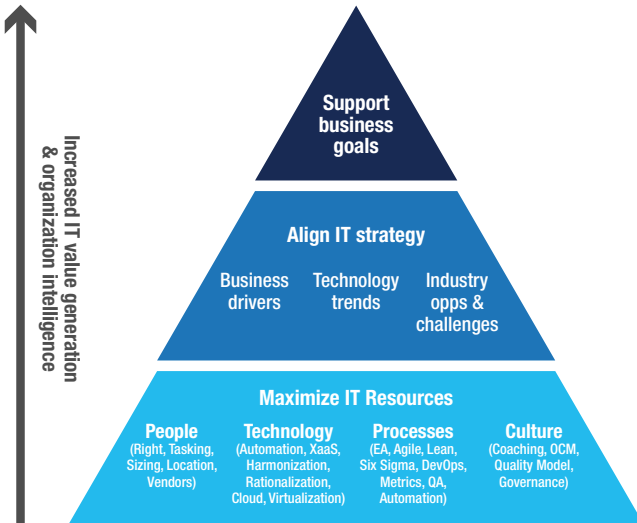 Support
business
goals
Increased IT value generation
& organization intelligence
Align IT strategy
Business
drivers
Technology
trends
Industry
opps &
challenges
Maximize IT Resources
People
(Right, Tasking,
Sizing, Location,
Vendors)
Technology
(Automation, XaaS,
Harmonization,
Rationalization,
Cloud, Virtualization)
Processes
(EA, Agile, Lean,
Six Sigma, DevOps,
Metrics, QA,
Automation)
Culture
(Coaching, OCM,
Quality Model,
Governance)